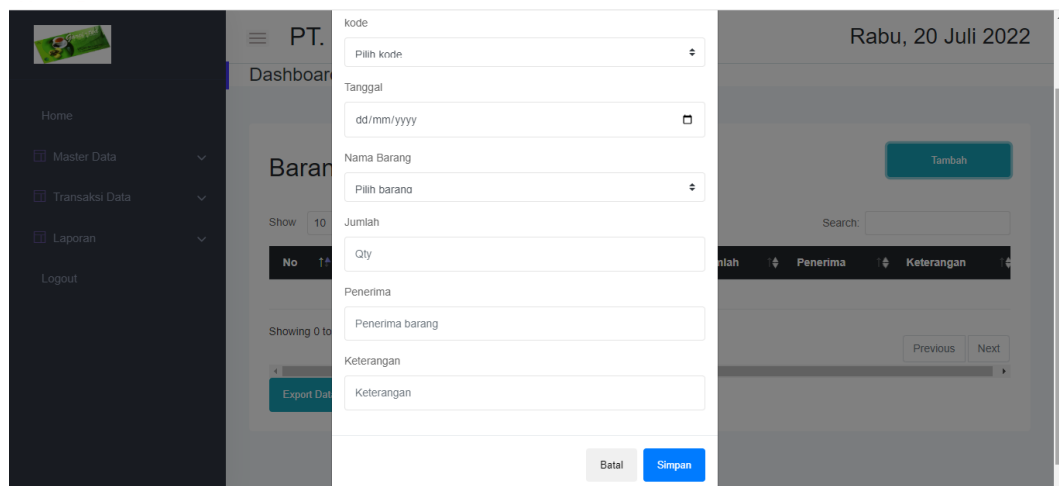 PT.
Rabu, 20 Juli 2022
Dashboar
Home
Master Data
Transaksi Data
Laporan
Logout
kode
Pilih kode
Tanggal
dd/mm/yyyy
Nama Barang
Pilih barang
Jumlah
Qty
Penerima
Penerima barang
Keterangan
Keterangan
Batal
Simpan
Baran
Tambah
Show 10
Search:
No
mlah
Penerima
Keterangan
Showing 0 to
Previous
Next
Export Dat